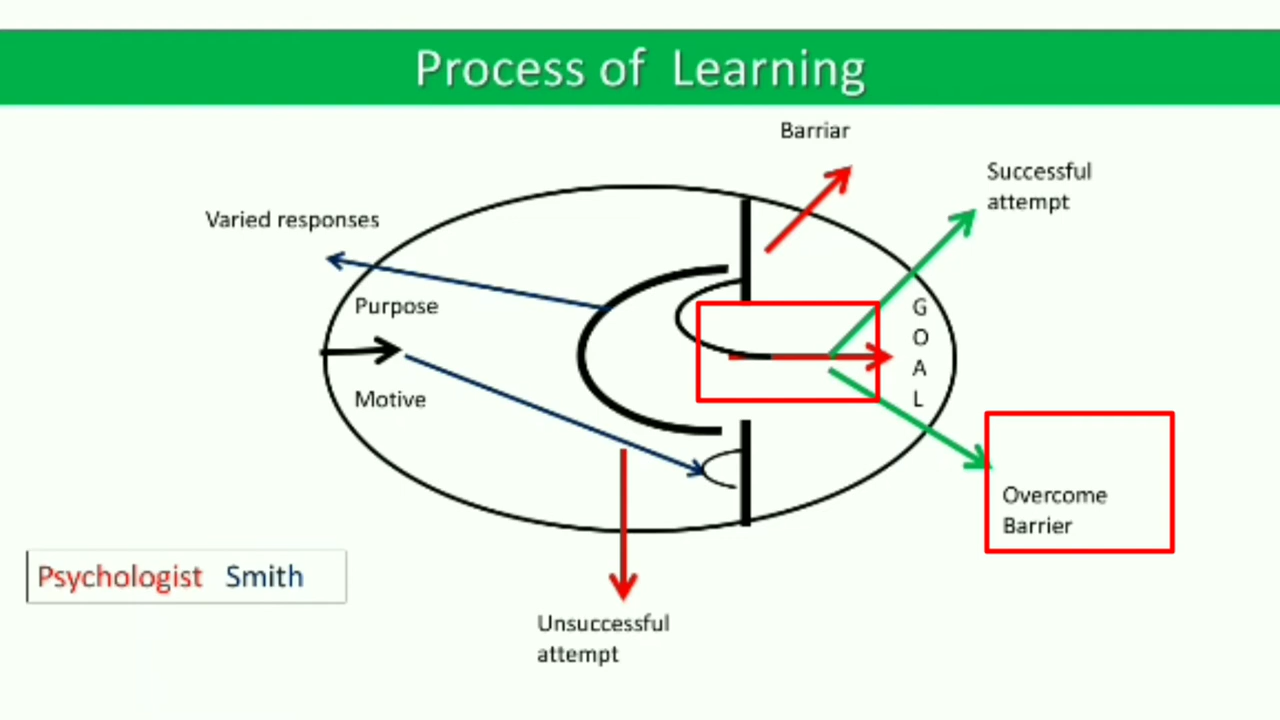 Process of Learning
Barriar
Successful
attempt
Varied responses
Purpose
G
O
A
L
Motive
Overcome
Barrier
Psychologist Smith
Unsuccessful
attempt